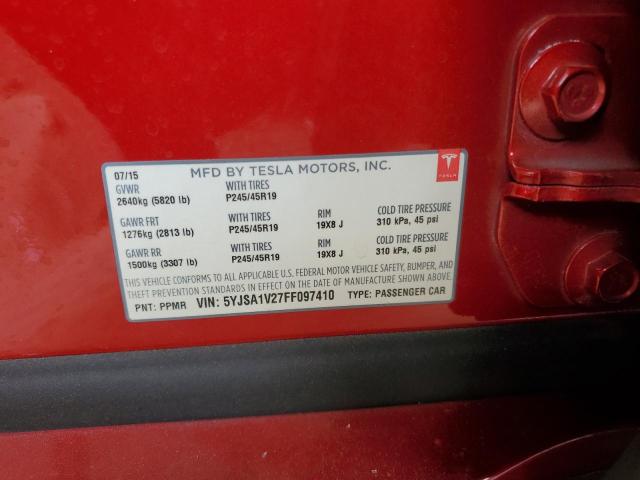 07/15 MFD BY TESLA MOTORS, INC. TESLA
GVWR WITH TIRES
2640kg (5820 lb) P245/45R19
GAWR FRT WITH TIRES RIM COLD TIRE PRESSURE
1276kg (2813 lb) P245/45R19 19X8 J 310 kPa, 45 psi
GAWR RR WITH TIRES RIM COLD TIRE PRESSURE
1500kg (3307 lb) P245/45R19 19X8 J 310 kPa, 45 psi
THIS VEHICLE CONFORMS TO ALL APPLICABLE U.S. FEDERAL MOTOR VEHICLE SAFETY, BUMPER, AND
THEFT PREVENTION STANDARDS IN EFFECT ON THE DATE OF MANUFACTURE SHOWN ABOVE.
PNT: PPMR VIN: 5YJSA1V27FF097410 TYPE: PASSENGER CAR